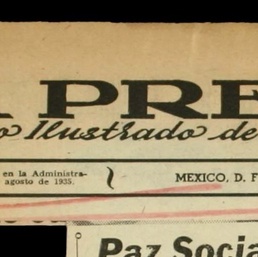 A PRE
o Ilustrado de
en la Administra-
agosto de 1935.
MEXICO, D. F
Paz Socia